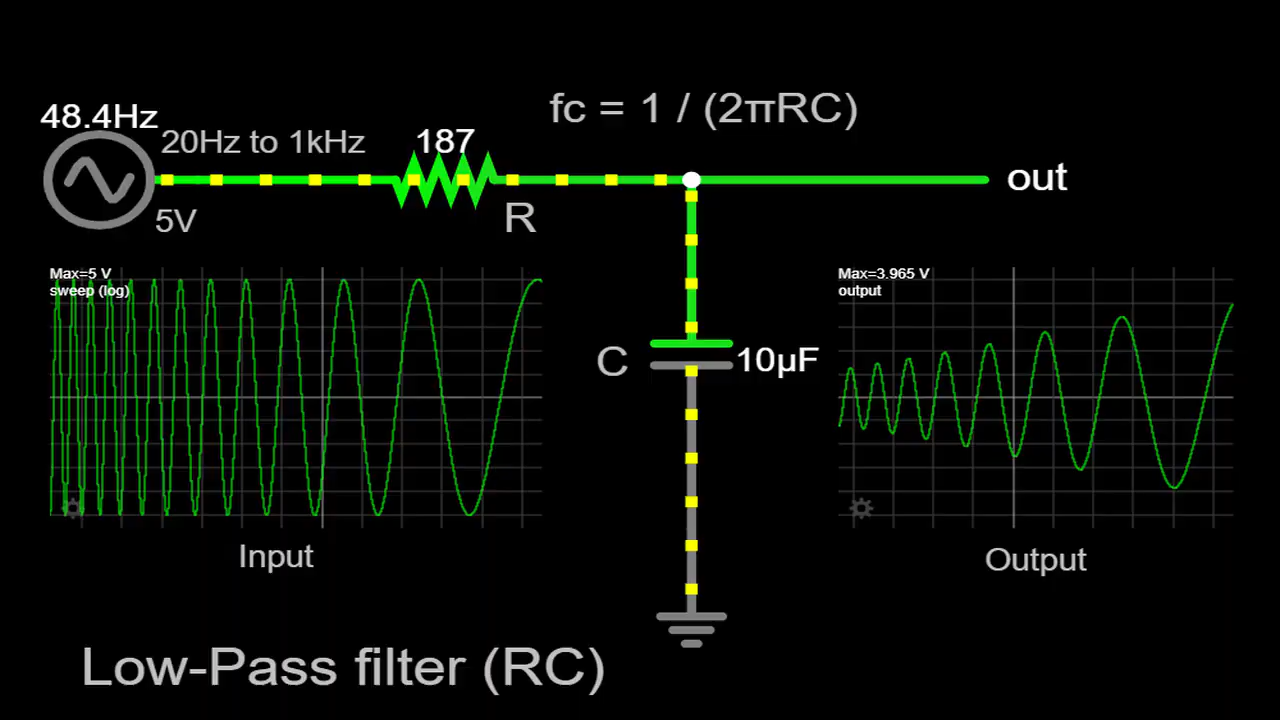 fc = 1 / (2πRC)
48.4Hz
20Hz to 1kHz
187
out
5V
R
Max=5 V
sweep (log)
Max=3.965 V
output
C
10μF
Input
Output
Low-Pass filter (RC)